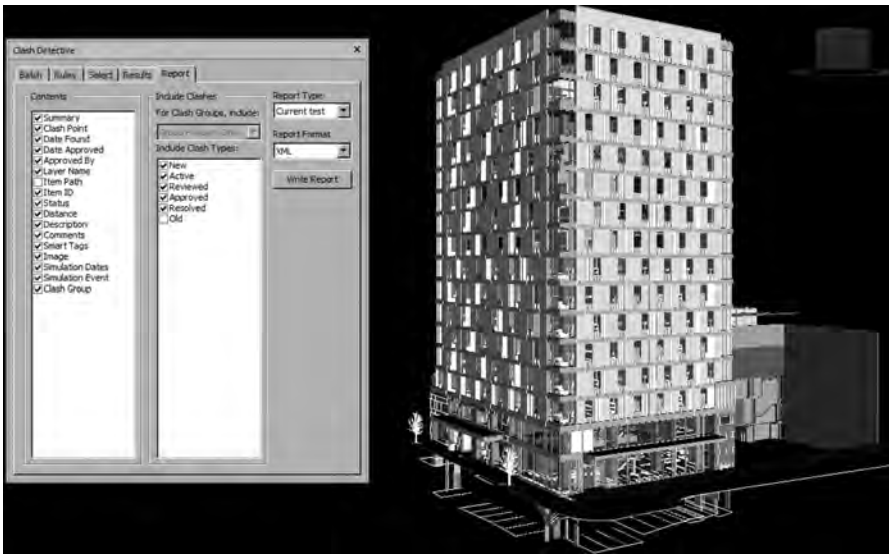 Clash Detective
Batch Rules Select Results Report
Contents
Summary
Clash Point
Date Found
Date Approved
Approved By
Layer Name
Item Path
Item ID
Status
Distance
Description
Comments
Smart Tags
Image
Simulation Dates
Simulation Event
Clash Group
Include Clashes
For Clash Groups, include:
Include Clash Types:
New
Active
Reviewed
Approved
Resolved
Old
Report Type
Current test
Report Format
XML
Write Report